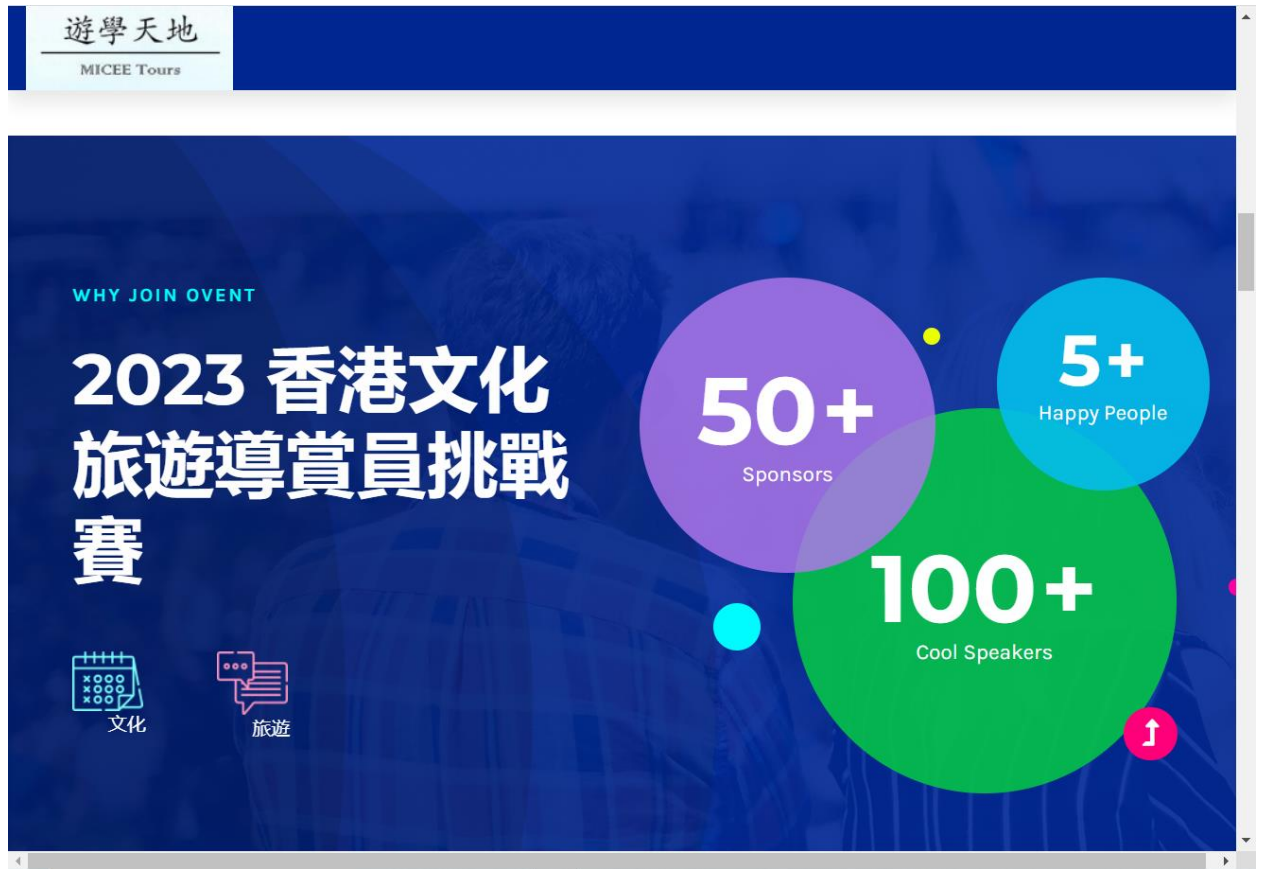 遊學天地
MICEE Tours
WHY JOIN OVENT
2023 香港文化
旅遊導賞員挑戰
賽
文化
旅遊
50+
Sponsors
5+
Happy People
100+
Cool Speakers